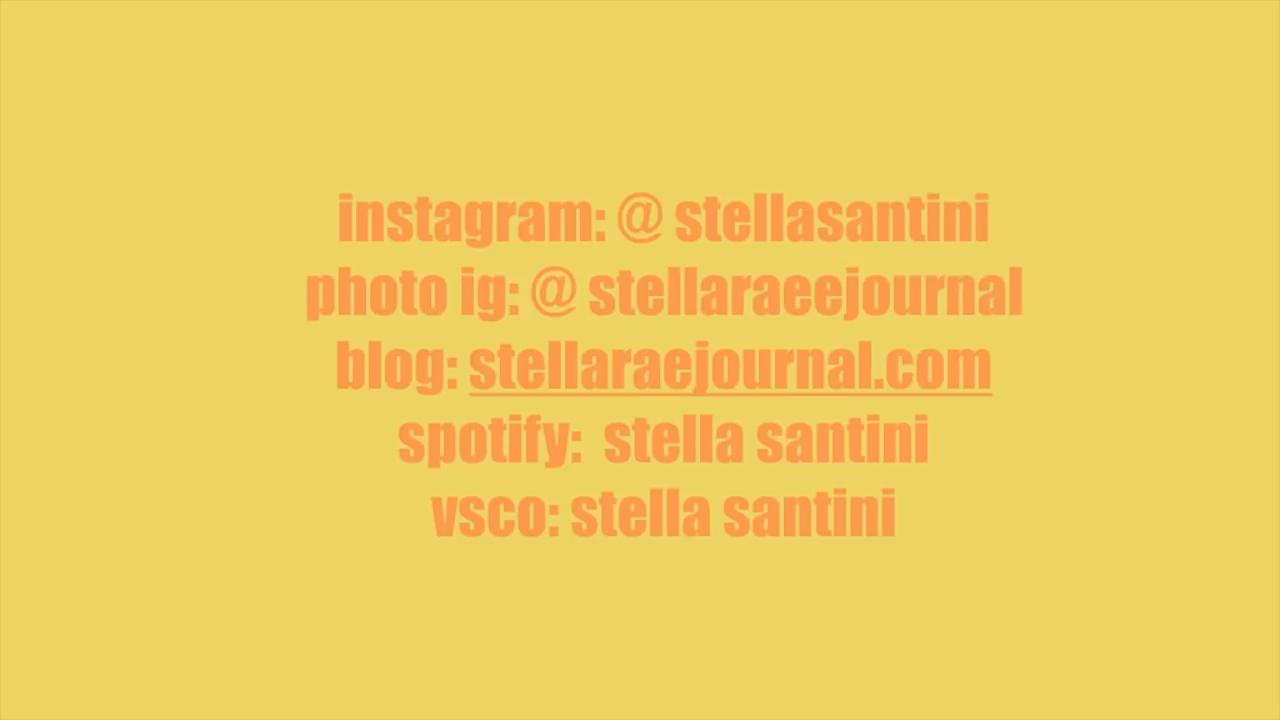 instagram: @ stellasantini
photo ig: @ stellaraeejournal
blog: stellaraejournal.com
spotify:  stella santini
vsco: stella santini